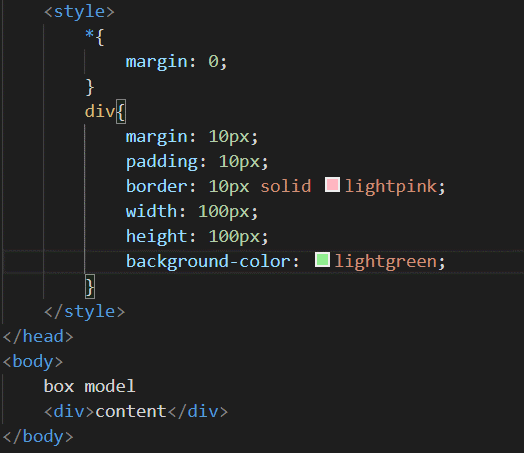 <style>
*{
margin: 0;
}
div{
margin: 10px;
padding: 10px;
border: 10px solid lightpink;
width: 100px;
height: 100px;
background-color: lightgreen;
}
</style>
</head>
<body>
box model
<div>content</div>
</body>